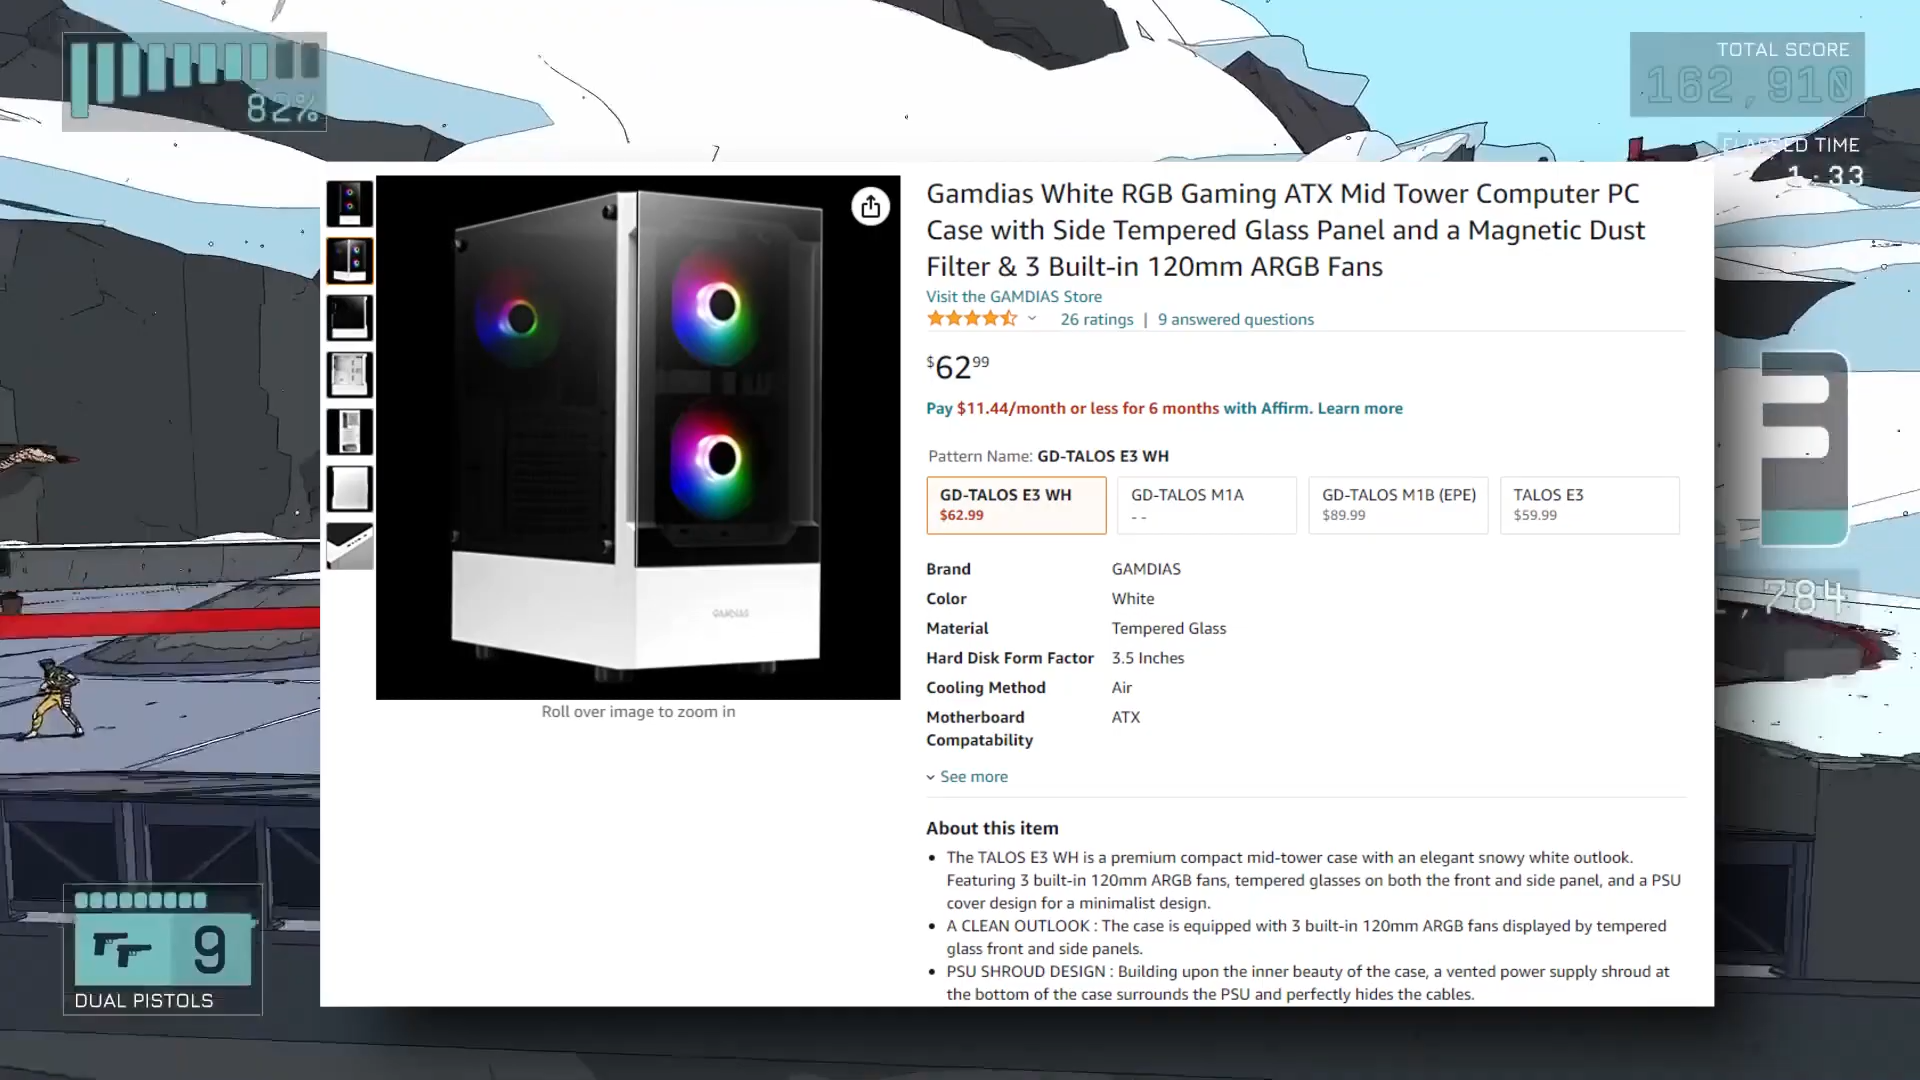 82%
TOTAL SCORE
162,910
ELAPSED TIME
1:33
Gamdias White RGB Gaming ATX Mid Tower Computer PC
Case with Side Tempered Glass Panel and a Magnetic Dust
Filter & 3 Built-in 120mm ARGB Fans
Visit the GAMDIAS Store
26 ratings | 9 answered questions
$62 99
Pay $11.44/month or less for 6 months with Affirm. Learn more
Pattern Name: GD-TALOS E3 WH
GD-TALOS E3 WH
$62.99
GD-TALOS M1A
- -
GD-TALOS M1B (EPE)
$89.99
TALOS E3
$59.99
Brand GAMDIAS
Color White
Material Tempered Glass
Hard Disk Form Factor 3.5 Inches
Cooling Method Air
Motherboard ATX
Compatability
See more
About this item
• The TALOS E3 WH is a premium compact mid-tower case with an elegant snowy white outlook.
Featuring 3 built-in 120mm ARGB fans, tempered glasses on both the front and side panel, and a PSU
cover design for a minimalist design.
• A CLEAN OUTLOOK : The case is equipped with 3 built-in 120mm ARGB fans displayed by tempered
glass front and side panels.
• PSU SHROUD DESIGN : Building upon the inner beauty of the case, a vented power supply shroud at
the bottom of the case surrounds the PSU and perfectly hides the cables.
GAMDIAS
Roll over image to zoom in
9
DUAL PISTOLS